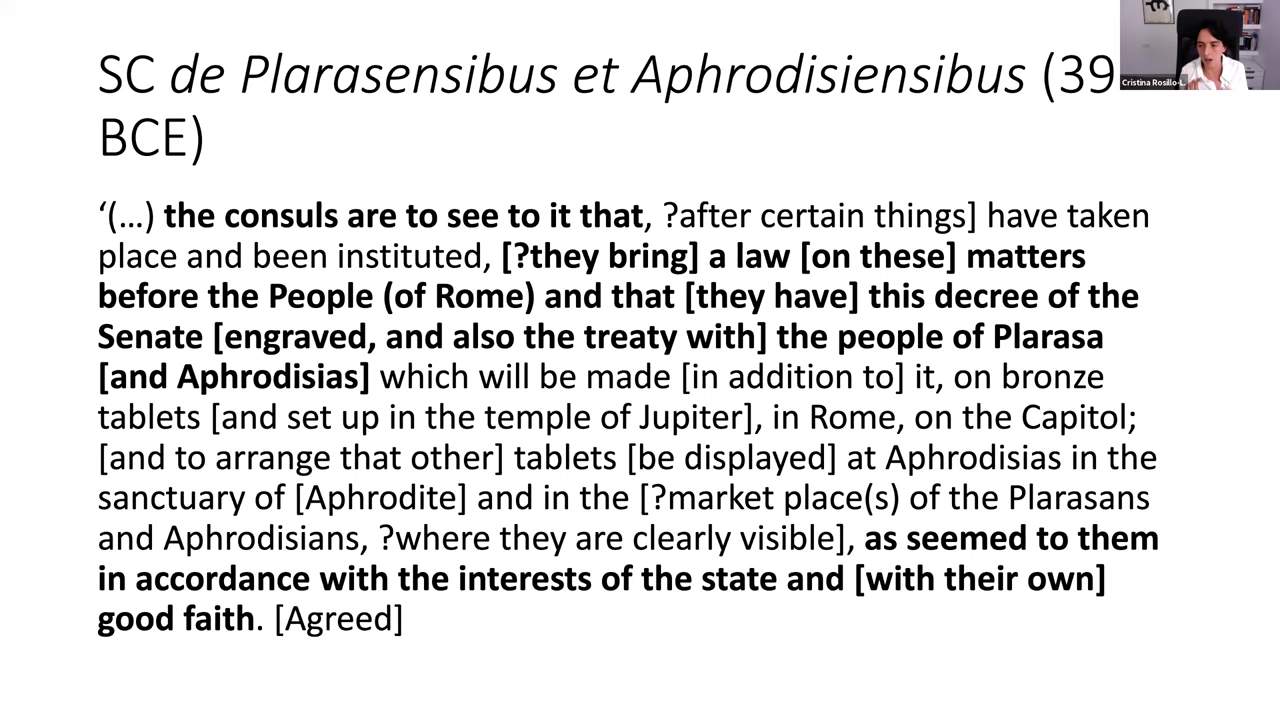 SC de Plarasensibus et Aphrodisiensibus (39
BCE)
Cristina Rosillo-L
‘(…) the consuls are to see to it that, ?after certain things] have taken
place and been instituted, [?they bring] a law [on these] matters
before the People (of Rome) and that [they have] this decree of the
Senate [engraved, and also the treaty with] the people of Plarasa
[and Aphrodisias] which will be made [in addition to] it, on bronze
tablets [and set up in the temple of Jupiter], in Rome, on the Capitol;
[and to arrange that other] tablets [be displayed] at Aphrodisias in the
sanctuary of [Aphrodite] and in the [?market place(s) of the Plarasans
and Aphrodisians, ?where they are clearly visible], as seemed to them
in accordance with the interests of the state and [with their own]
good faith. [Agreed]